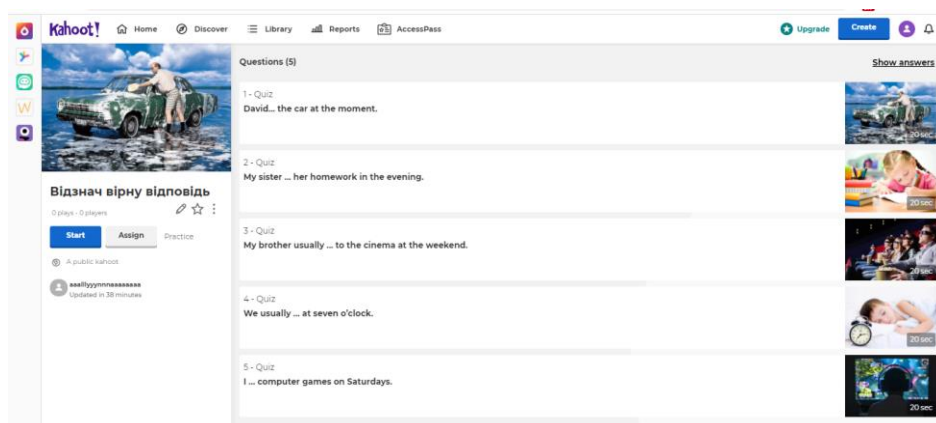 Kahoot!
Home
Discover
Library
Reports
AccessPass
Upgrade
Create
Відзнач вірну відповідь
0 plays · 0 players
Start
Assign
Practice
A public kahoot
aaallyyynnnaaaaaaaa
Updated in 38 minutes
Questions (5)
Show answers
1 - Quiz
David... the car at the moment.
20 sec
2 - Quiz
My sister ... her homework in the evening.
20 sec
3 - Quiz
My brother usually ... to the cinema at the weekend.
20 sec
4 - Quiz
We usually ... at seven o'clock.
20 sec
5 - Quiz
I ... computer games on Saturdays.
20 sec